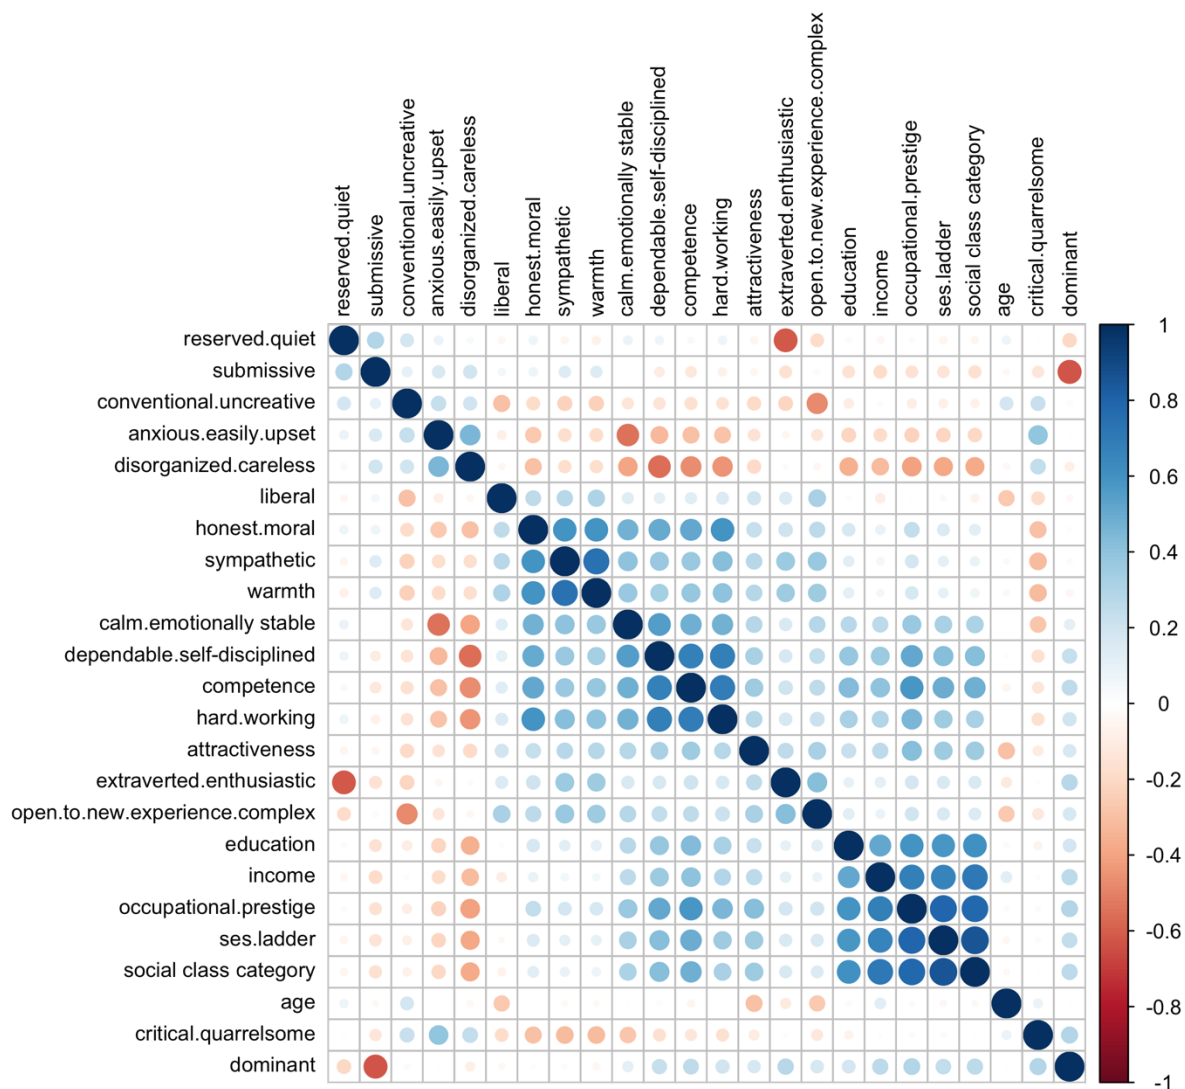 reserved.quiet
submissive
conventional.uncreative
anxious.easily.upset
disorganized.careless
liberal
honest.moral
sympathetic
warmth
calm.emotionally stable
dependable.self-disciplined
competence
hard.working
attractiveness
extraverted.enthusiastic
open.to.new.experience.complex
education
income
occupational.prestige
ses.ladder
social class category
age
critical.quarrelsome
dominant
reserved.quiet
submissive
conventional.uncreative
anxious.easily.upset
disorganized.careless
liberal
honest.moral
sympathetic
warmth
calm.emotionally stable
dependable.self-disciplined
competence
hard.working
attractiveness
extraverted.enthusiastic
open.to.new.experience.complex
education
income
occupational.prestige
ses.ladder
social class category
age
critical.quarrelsome
dominant
1
0.8
0.6
0.4
0.2
0
-0.2
-0.4
-0.6
-0.8
-1